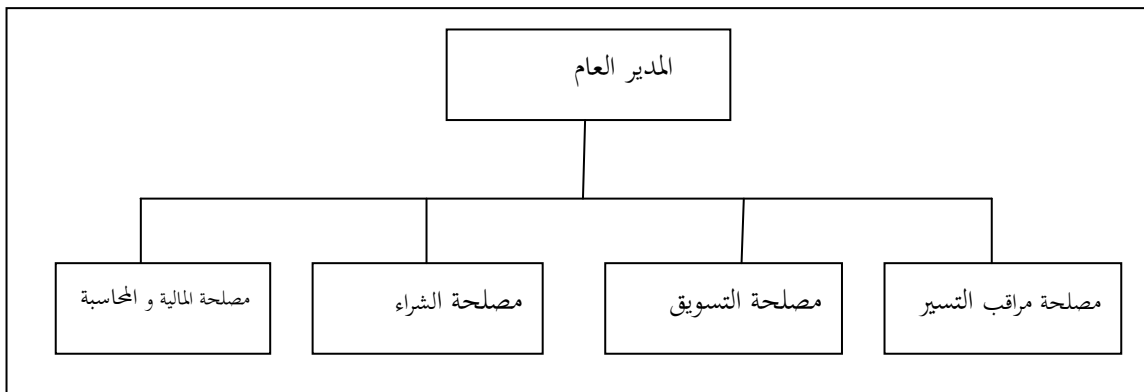 المدير العام
مصلحة مراقب التسير
مصلحة التسويق
مصلحة الشراء
مصلحة المالية و المحاسبة